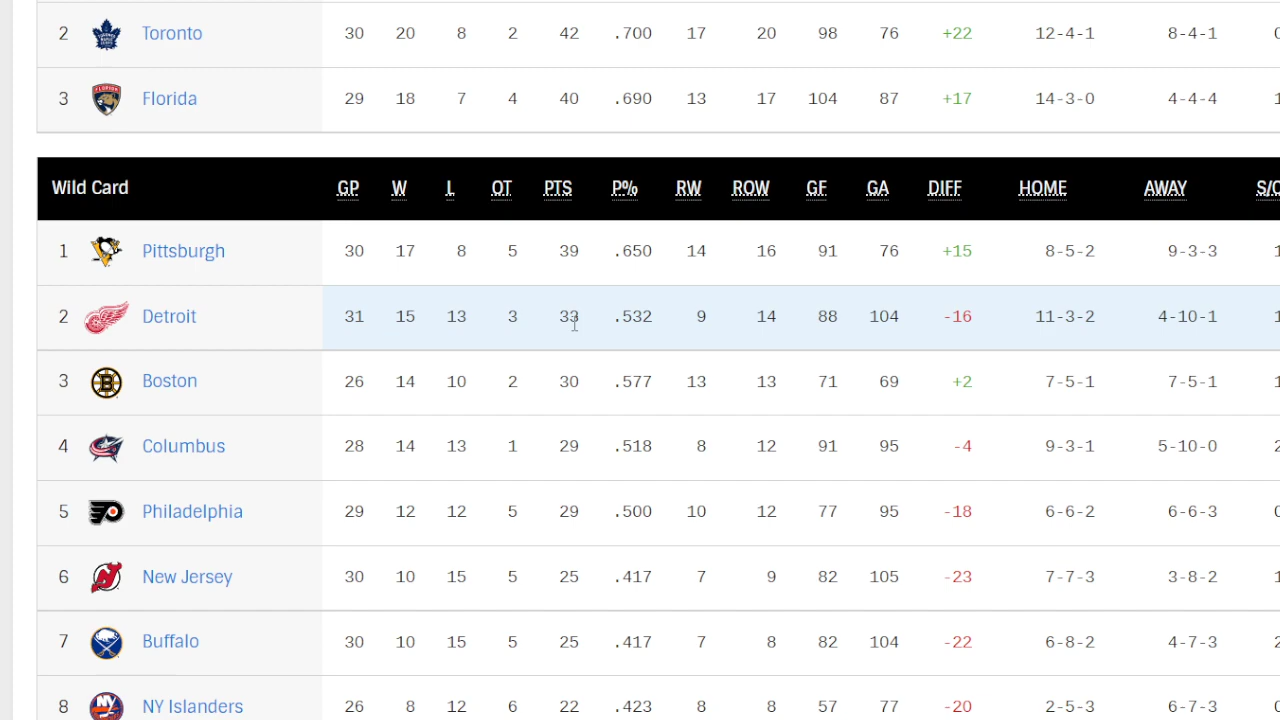 2 Toronto 30 20 8 2 42 .700 17 20 98 76 +22 12-4-1 8-4-1
3 Florida 29 18 7 4 40 .690 13 17 104 87 +17 14-3-0 4-4-4 1
Wild Card GP W L OT PTS P% RW ROW GF GA DIFF HOME AWAY S/O
1 Pittsburgh 30 17 8 5 39 .650 14 16 91 76 +15 8-5-2 9-3-3 1
2 Detroit 31 15 13 3 33 .532 9 14 88 104 -16 11-3-2 4-10-1 1
3 Boston 26 14 10 2 30 .577 13 13 71 69 +2 7-5-1 7-5-1 1
4 Columbus 28 14 13 1 29 .518 8 12 91 95 -4 9-3-1 5-10-0 2
5 Philadelphia 29 12 12 5 29 .500 10 12 77 95 -18 6-6-2 6-6-3 0
6 New Jersey 30 10 15 5 25 .417 7 9 82 105 -23 7-7-3 3-8-2 1
7 Buffalo 30 10 15 5 25 .417 7 8 82 104 -22 6-8-2 4-7-3 2
8 NY Islanders 26 8 12 6 22 .423 8 8 57 77 -20 2-5-3 6-7-3 0